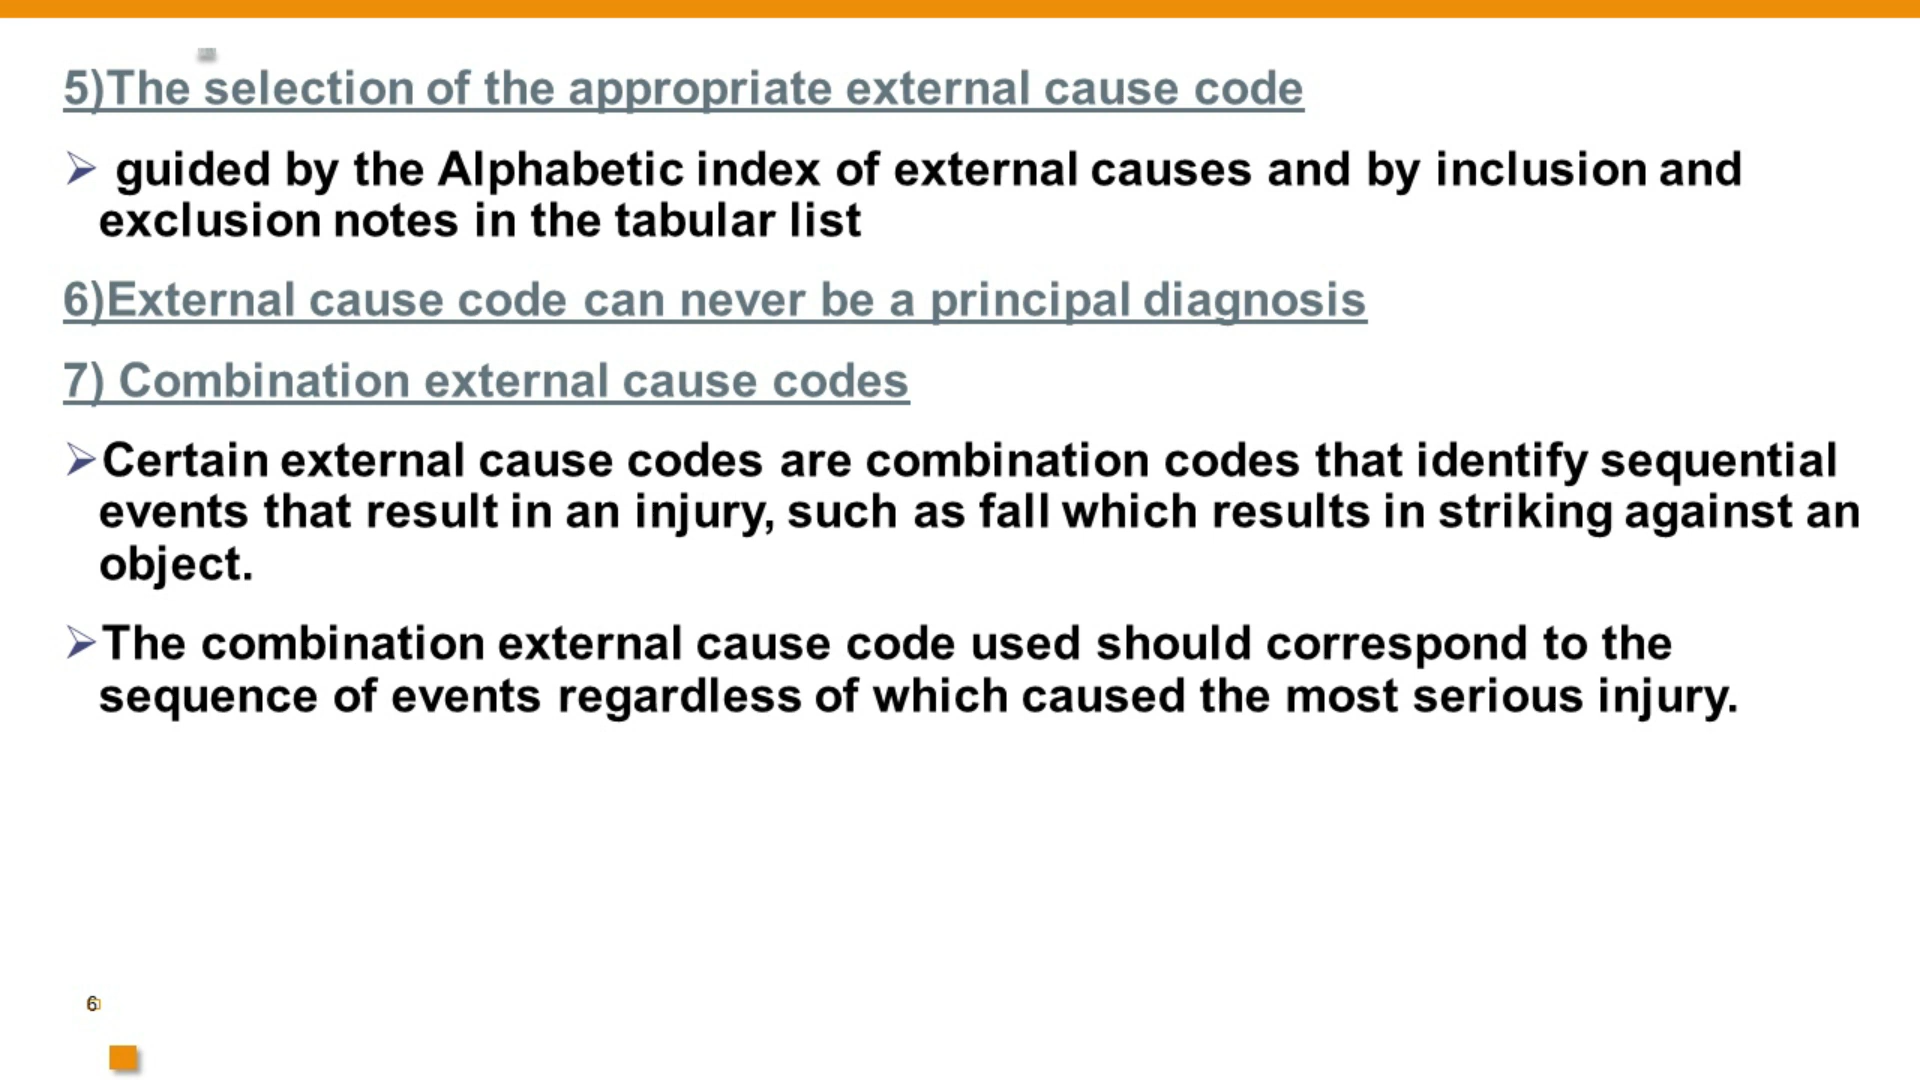 5)The selection of the appropriate external cause code
➢ guided by the Alphabetic index of external causes and by inclusion and
exclusion notes in the tabular list
6)External cause code can never be a principal diagnosis
7) Combination external cause codes
➢Certain external cause codes are combination codes that identify sequential
events that result in an injury, such as fall which results in striking against an
object.
➢The combination external cause code used should correspond to the
sequence of events regardless of which caused the most serious injury.
6